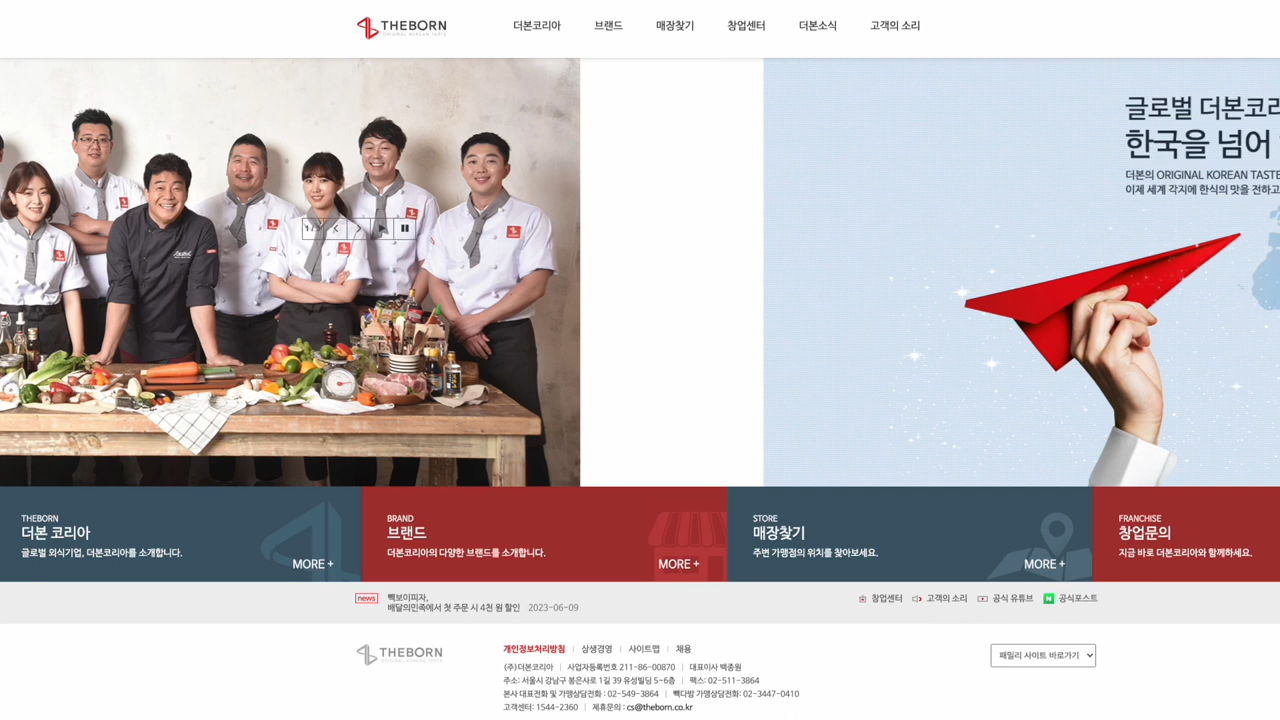 THEBORN
ORIGINAL KOREAN TASTE
더본코리아
브랜드
매장찾기
창업센터
더본소식
고객의 소리
글로벌 더본코리
한국을 넘어
더본의 ORIGINAL KOREAN TASTE
이제 세계 각지에 한식의 맛을 전하고
THEBORN
더본 코리아
글로벌 외식기업, 더본코리아를 소개합니다.
MORE +
BRAND
브랜드
더본코리아의 다양한 브랜드를 소개합니다.
MORE +
STORE
매장찾기
주변 가맹점의 위치를 찾아보세요.
MORE +
FRANCHISE
창업문의
지금 바로 더본코리아와 함께하세요.
news
빽보이피자,
배달의민족에서 첫 주문 시 4천 원 할인 2023-06-09
창업센터
고객의 소리
공식 유튜브
공식포스트
THEBORN
ORIGINAL KOREAN TASTE
개인정보처리방침 | 상생경영 | 사이트맵 | 채용
(주)더본코리아 | 사업자등록번호 211-86-00870 | 대표이사 백종원
주소: 서울시 강남구 봉은사로 1길 39 유성빌딩 5~6층 | 팩스: 02-511-3864
본사 대표전화 및 가맹상담전화 : 02-549-3864 | 빽다방 가맹상담전화: 02-3447-0410
고객센터: 1544-2360 | 제휴문의 : cs@theborn.co.kr
패밀리 사이트 바로가기